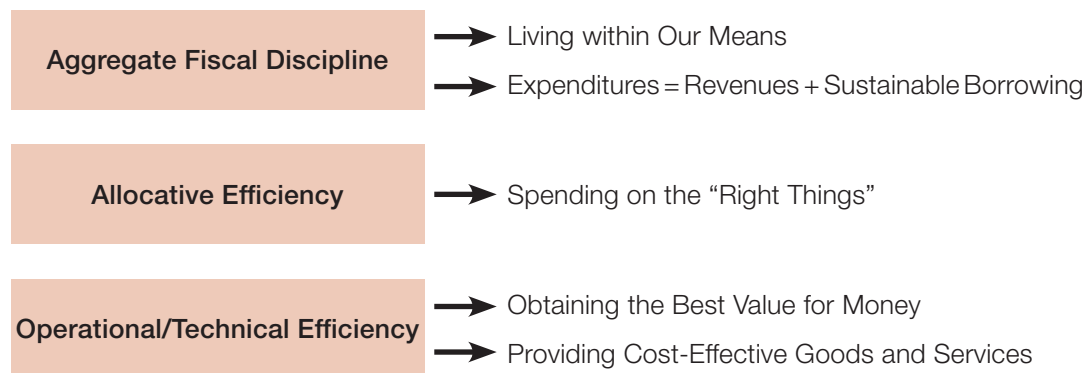 Aggregate Fiscal Discipline
Living within Our Means
Expenditures = Revenues + Sustainable Borrowing
Allocative Efficiency
Spending on the “Right Things”
Operational/Technical Efficiency
Obtaining the Best Value for Money
Providing Cost-Effective Goods and Services